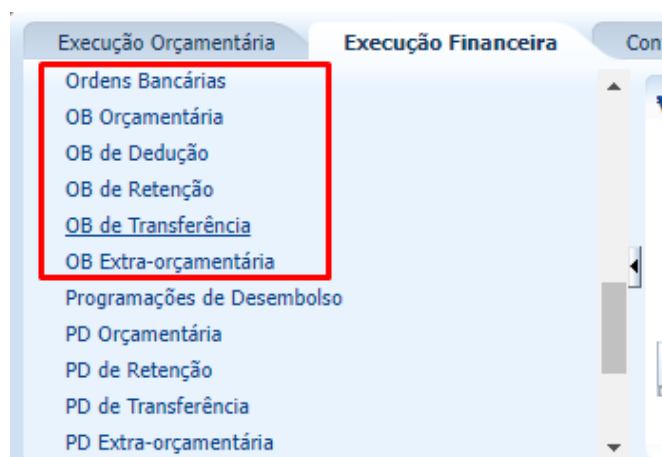 Execução Orçamentária Execução Financeira
Ordens Bancárias
OB Orçamentária
OB de Dedução
OB de Retenção
OB de Transferência
OB Extra-orçamentária
Programações de Desembolso
PD Orçamentária
PD de Retenção
PD de Transferência
PD Extra-orçamentária